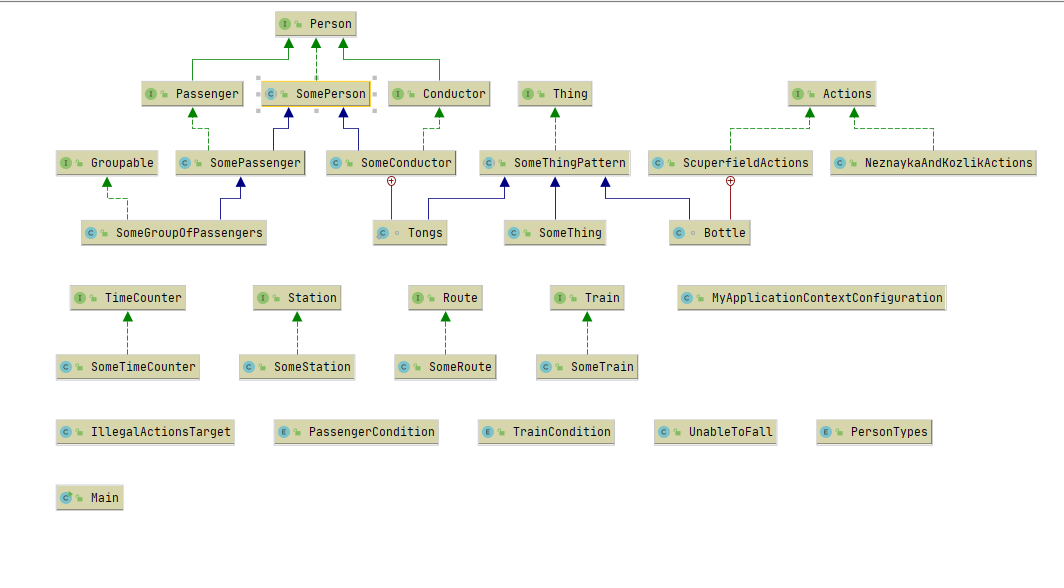 Person
Passenger
SomePerson
Conductor
Thing
Actions
Groupable
SomePassenger
SomeConductor
SomeThingPattern
ScuperfieldActions
NeznaykaAndKozlikActions
SomeGroupOfPassengers
Tongs
SomeThing
Bottle
TimeCounter
Station
Route
Train
MyApplicationContextConfiguration
SomeTimeCounter
SomeStation
SomeRoute
SomeTrain
IllegalActionsTarget
PassengerCondition
TrainCondition
UnableToFall
PersonTypes
Main